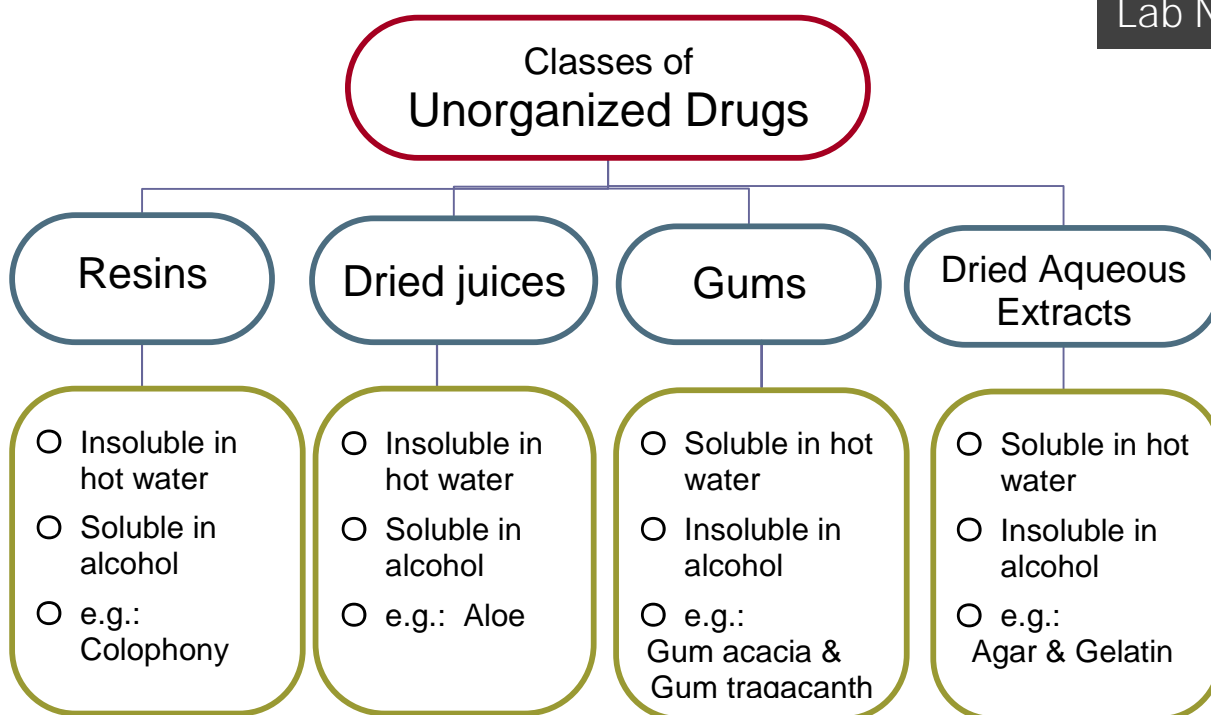 Lab N
Classes of
Unorganized Drugs
Resins
Dried juices
Gums
Dried Aqueous
Extracts
O Insoluble in
hot water
O Soluble in
alcohol
O e.g.:
Colophony
O Insoluble in
hot water
O Soluble in
alcohol
O e.g.: Aloe
O Soluble in hot
water
O Insoluble in
alcohol
O e.g.:
Gum acacia &
Gum tragacanth
O Soluble in hot
water
O Insoluble in
alcohol
O e.g.:
Agar & Gelatin